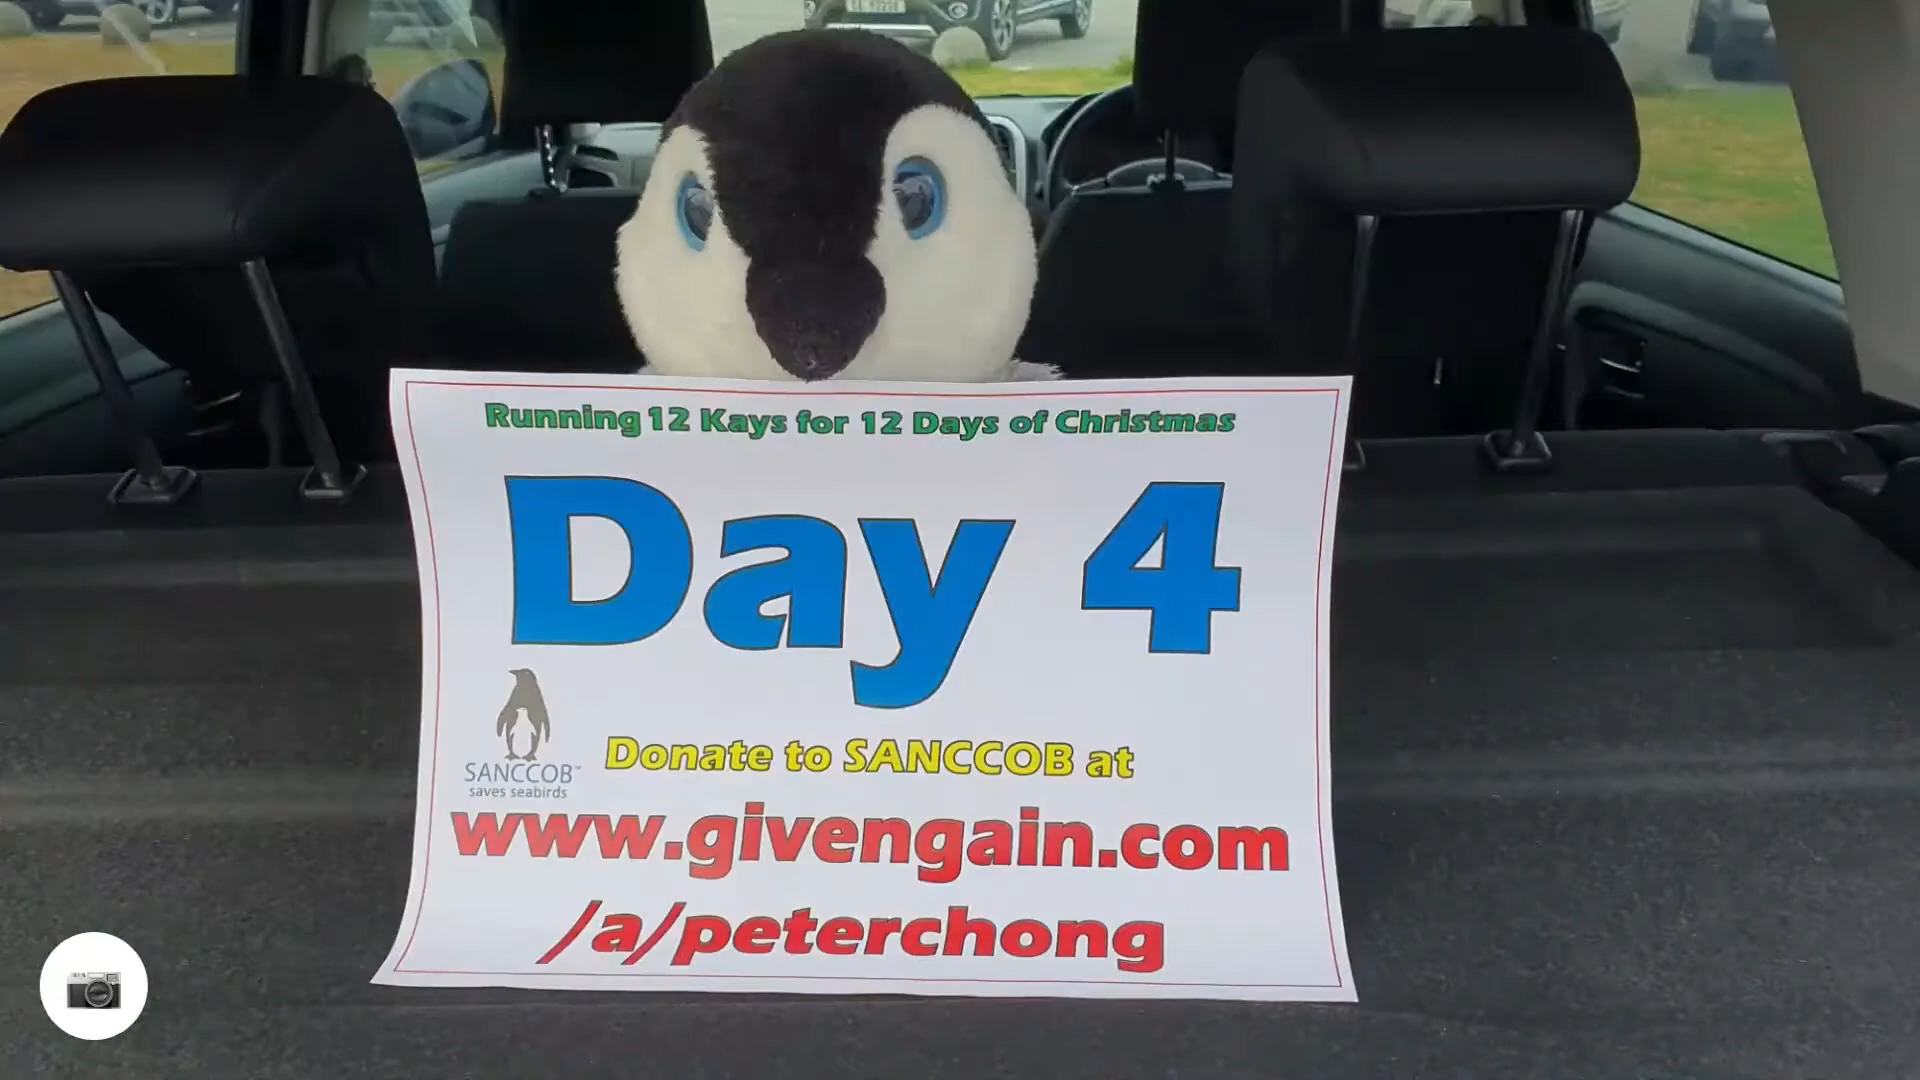 Running 12 Kays for 12 Days of Christmas
Day 4
SANCCOB™
saves seabirds
Donate to SANCCOB at
www.givengain.com
/a/peterchong